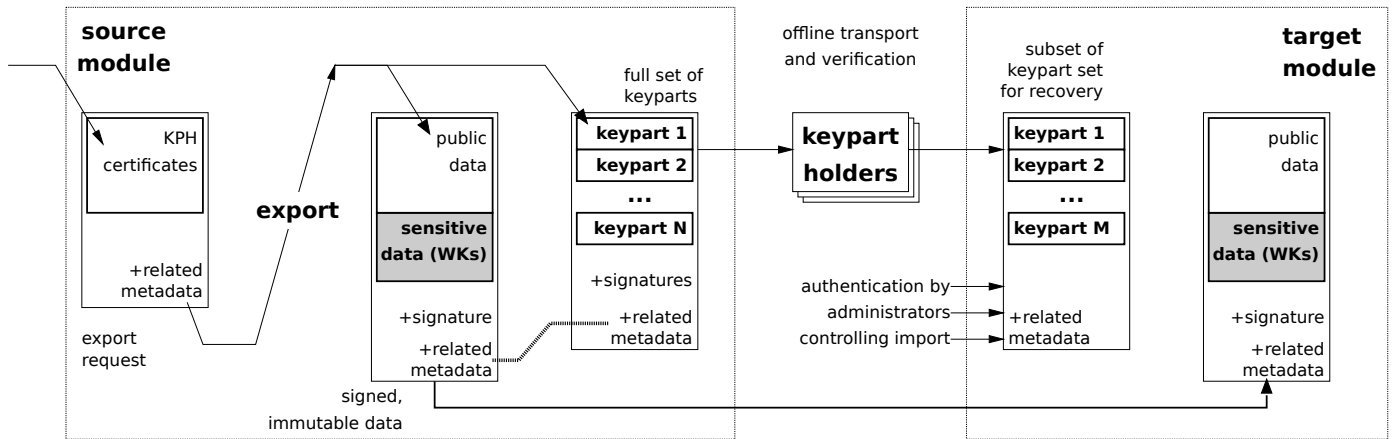 source
module
KPH
certificates
+related
metadata
export
request
export
public
data
sensitive
data (WKs)
+signature
+related
metadata
signed,
immutable data
full set of
keyparts
keypart 1
keypart 2
...
keypart N
+signatures
+related
metadata
offline transport
and verification
keypart
holders
authentication by
administrators
controlling import
subset of
keypart set
for recovery
keypart 1
keypart 2
...
keypart M
+related
metadata
target
module
public
data
sensitive
data (WKs)
+signature
+related
metadata